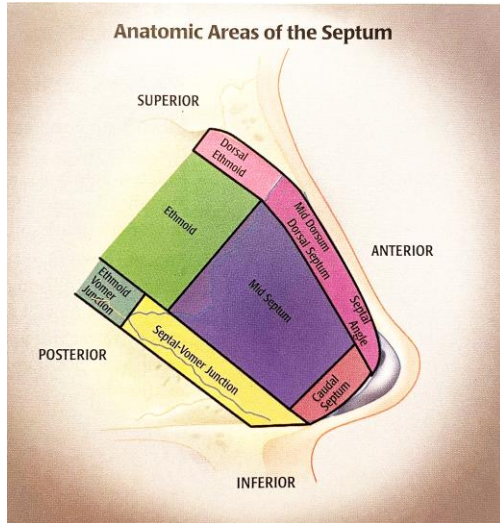 Anatomic Areas of the Septum
SUPERIOR
Dorsal
Ethmoid
Ethmoid
Mid Dorsum
Dorsal Septum
ANTERIOR
Ethmoid
Vomer
Junction
Mid Septum
Septal
Angle
POSTERIOR
Septal-Vomer Junction
Caudal
Septum
INFERIOR